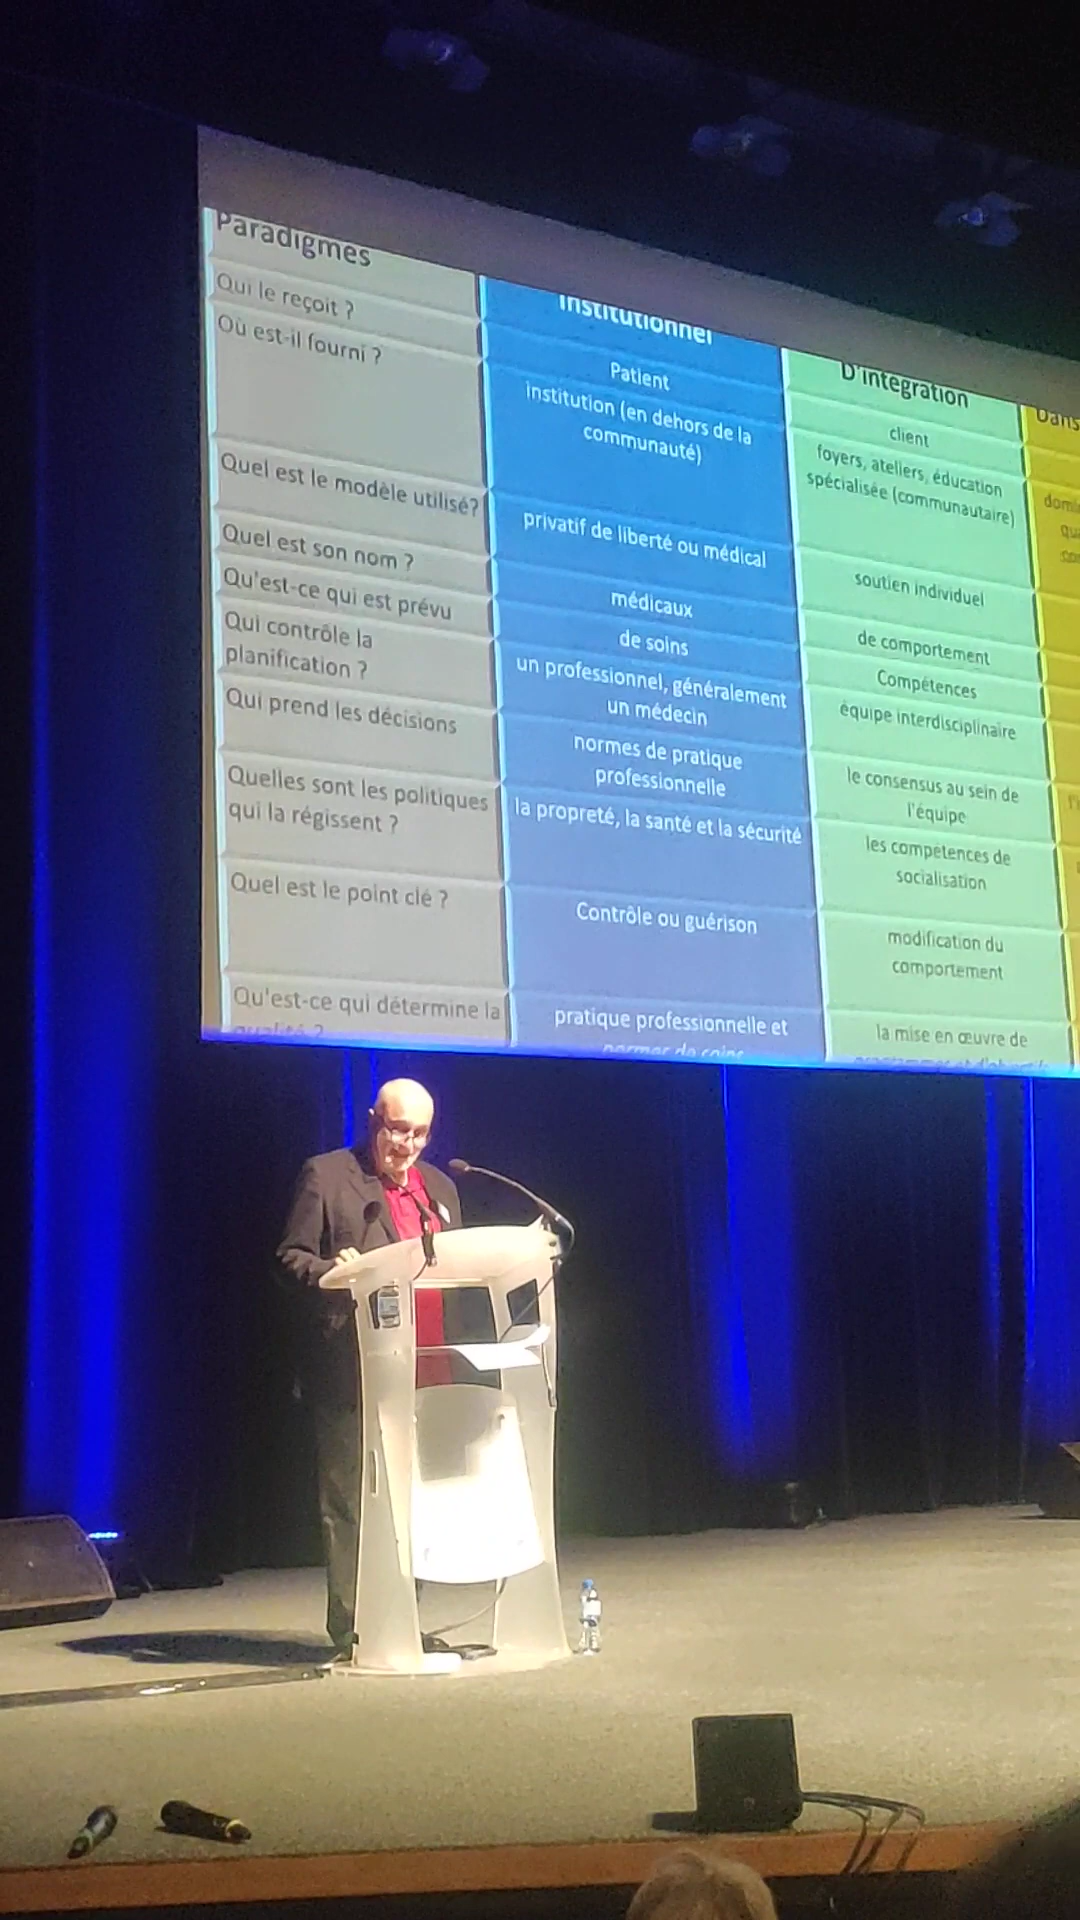 Paradigmes
Qui le reçoit ?
Où est-il fourni ?
Quel est le modèle utilisé?
Quel est son nom ?
Qu'est-ce qui est prévu
Qui contrôle la
planification ?
Qui prend les décisions
Quelles sont les politiques
qui la régissent ?
Quel est le point clé ?
Qu'est-ce qui détermine la
qualité ?
Institutionnel
Patient
institution (en dehors de la
communauté)
privatif de liberté ou médical
médicaux
de soins
un professionnel, généralement
un médecin
normes de pratique
professionnelle
la propreté, la santé et la sécurité
Contrôle ou guérison
pratique professionnelle et
normes de soins
D'intégration
client
foyers, ateliers, éducation
spécialisée (communautaire)
soutien individuel
de comportement
Compétences
équipe interdisciplinaire
le consensus au sein de
l'équipe
les compétences de
socialisation
modification du
comportement
la mise en œuvre de
Dans